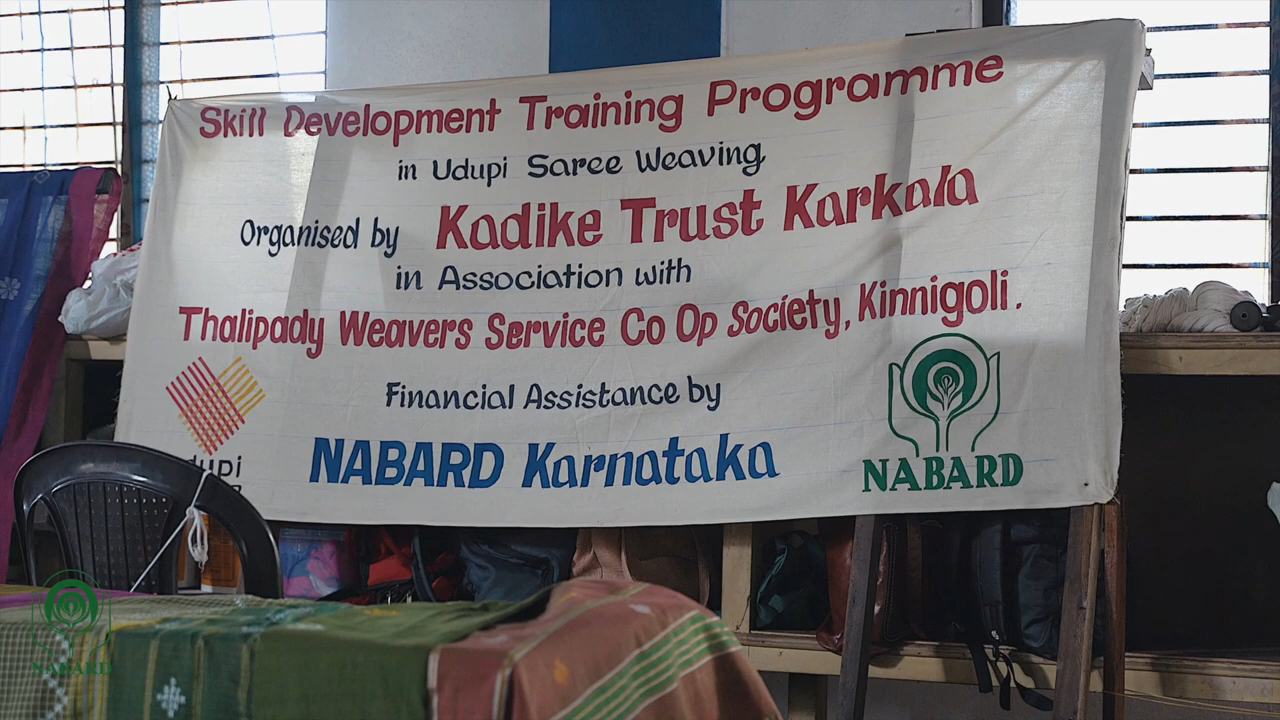 Skill Development Training Programme
in Udupi Saree Weaving
Organised by Kadike Trust Karkala
in Association with
Thalipady Weavers Service Co Op Society, Kinnigoli.
Financial Assistance by
NABARD Karnataka
NABARD
NABARD